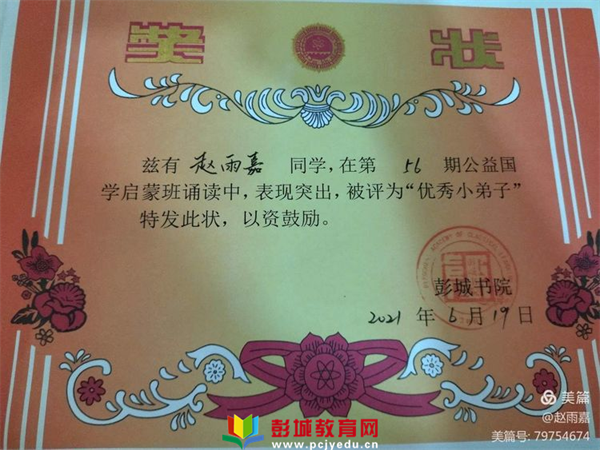 奖 状
兹有 赵雨嘉 同学，在第 56 期公益国
学启蒙班诵读中，表现突出，被评为“优秀小弟子”
特发此状，以资鼓励。
彭城书院
2021 年 6 月 19 日
美篇
@赵雨嘉
美篇号: 79754674
彭城教育网
www.pcjyedu.cn